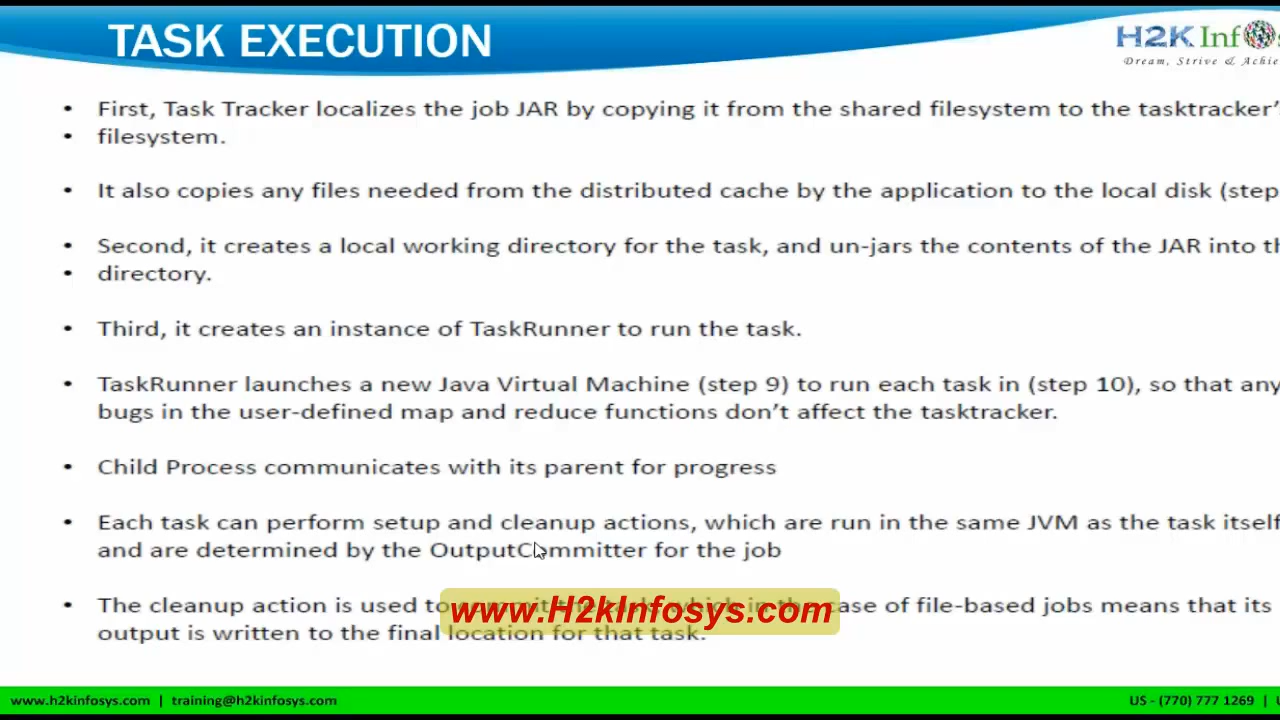 TASK EXECUTION
H2K Inf
Dream, Strive & Achie
• First, Task Tracker localizes the job JAR by copying it from the shared filesystem to the tasktracker's
• filesystem.
• It also copies any files needed from the distributed cache by the application to the local disk (step
• Second, it creates a local working directory for the task, and un-jars the contents of the JAR into th
• directory.
• Third, it creates an instance of TaskRunner to run the task.
• TaskRunner launches a new Java Virtual Machine (step 9) to run each task in (step 10), so that any
bugs in the user-defined map and reduce functions don't affect the tasktracker.
• Child Process communicates with its parent for progress
• Each task can perform setup and cleanup actions, which are run in the same JVM as the task itself
and are determined by the OutputCommitter for the job
• The cleanup action is used to commit the task, which in the case of file-based jobs means that its
www.H2kInfosys.com
output is written to the final location for that task.
www.h2kinfosys.com | training@h2kinfosys.com
US - (770) 777 1269 |